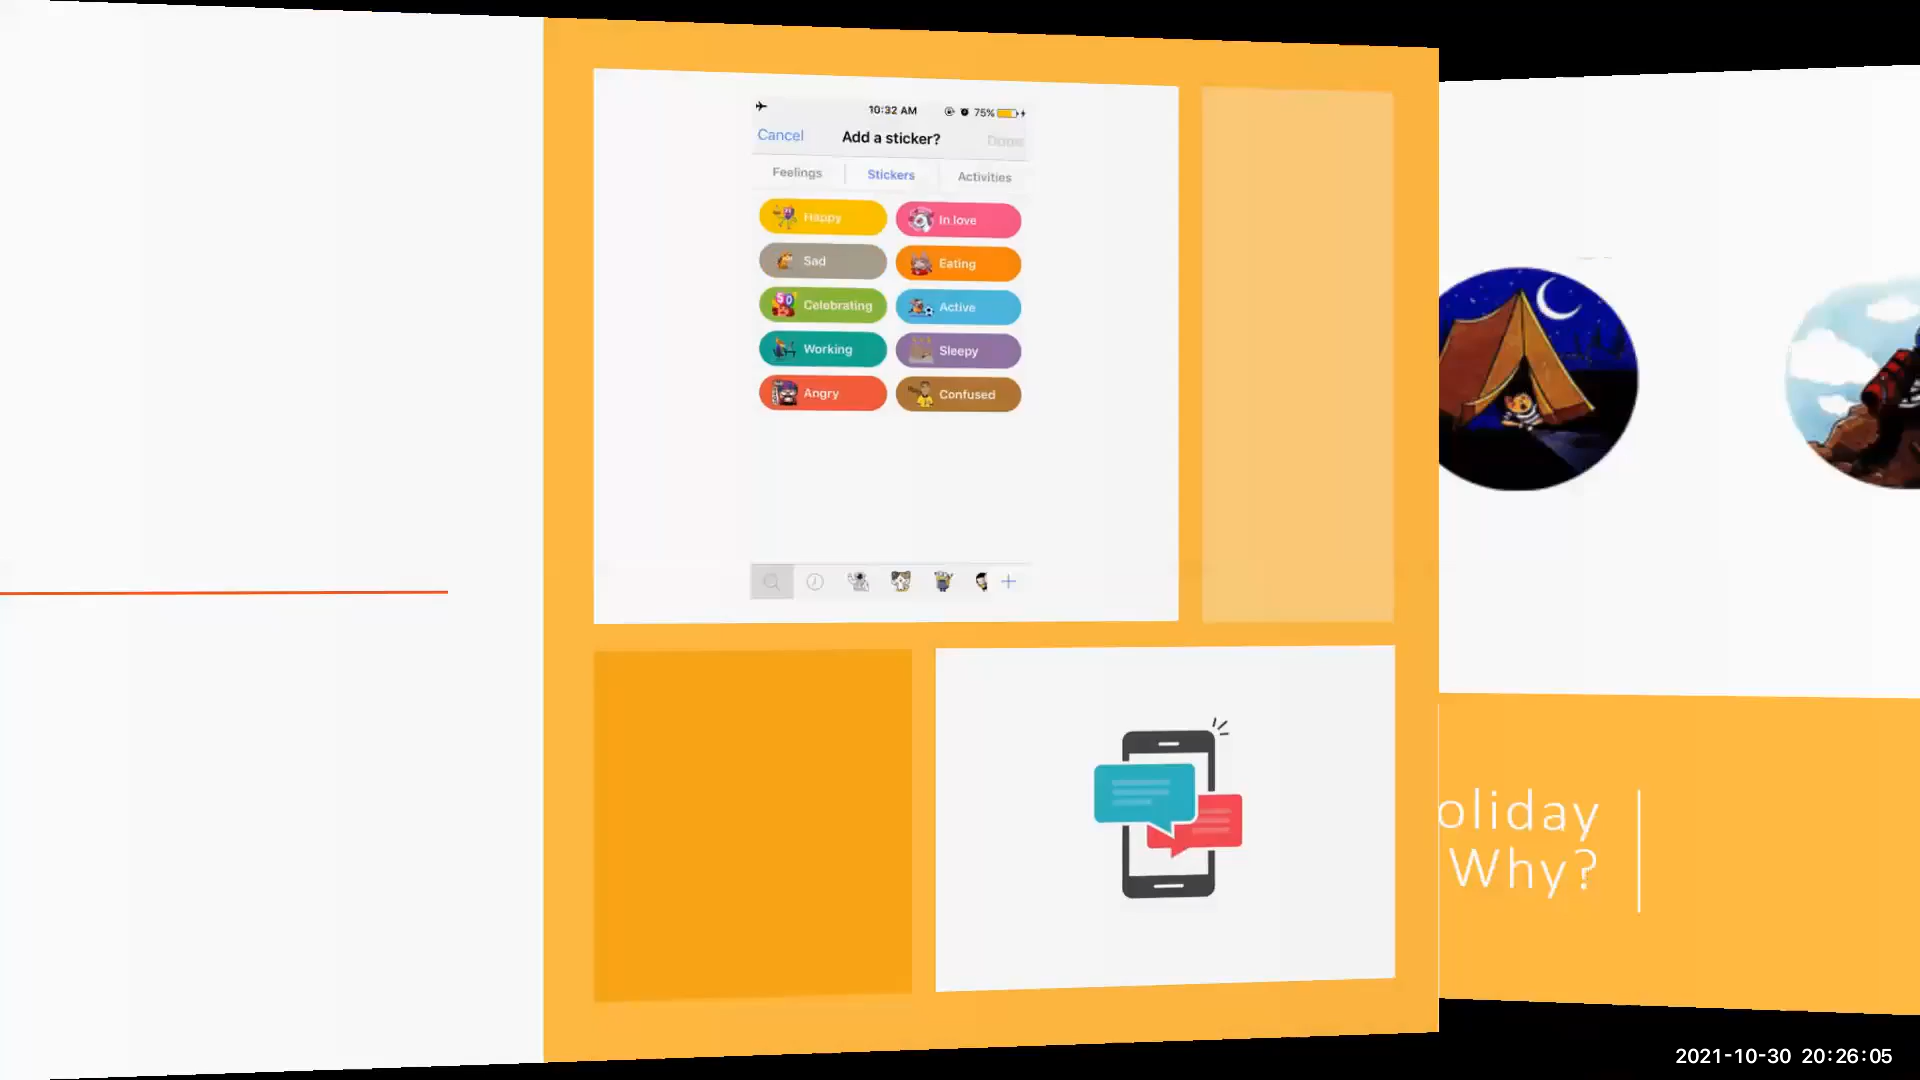 10:32 AM
75%
Cancel
Add a sticker?
Done
Feelings
Stickers
Activities
Happy
In love
Sad
Eating
Celebrating
Active
Working
Sleepy
Angry
Confused
oliday
Why?
2021-10-30 20:26:05